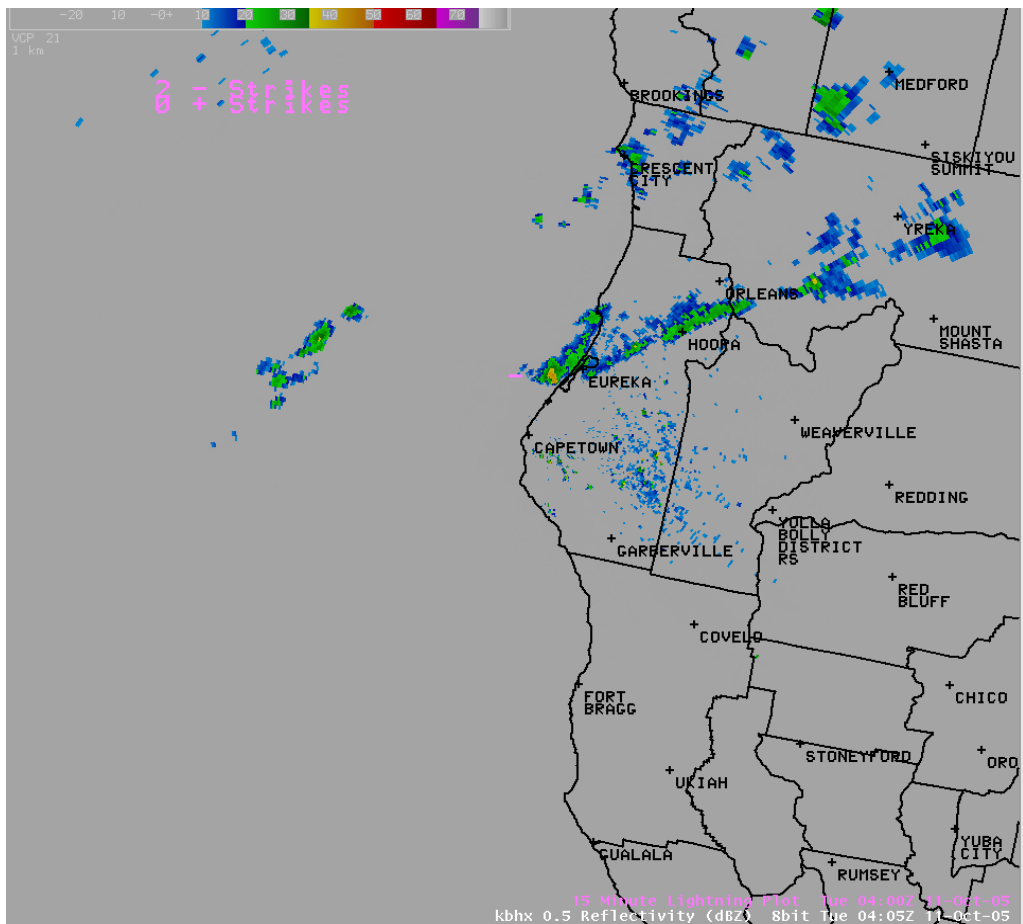 -20 10 -0+ 10 20 30 40 50 60 70
VCP 21
1 km
2 - Strikes
0 + Strikes
MEDFORD
BROOKINGS
SISKIYOU
SUMMIT
CRESCENT
CITY
YREKA
ORLEANS
MOUNT
SHASTA
HOOPA
EUREKA
WEAVERVILLE
CAPETOWN
REDDING
YOLLA
BOLLY
DISTRICT
RS
GARBERVILLE
RED
BLUFF
COVELO
FORT
BRAGG
CHICO
STONEYFORD
ORO
UKIAH
YUBA
CITY
GUALALA
RUMSEY
15 Minute Lightning Plot Tue 04:00Z 11-Oct-05
kbhx 0.5 Reflectivity (dBZ) 8bit Tue 04:05Z 11-Oct-05